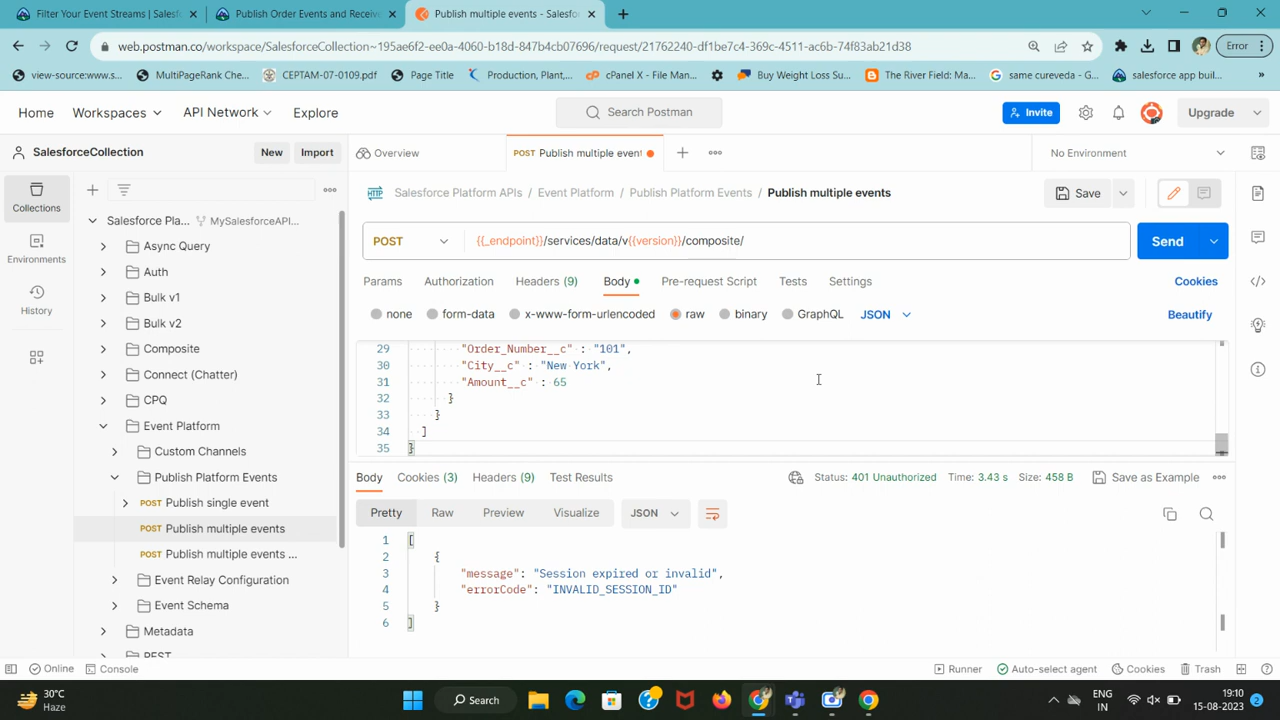 Filter Your Event Streams | Salesf
Publish Order Events and Receive
Publish multiple events - Salesfo
web.postman.co/workspace/SalesforceCollection~195ae6f2-ee0a-4060-b18d-847b4cb07696/request/21762240-df1be7c4-369c-4511-ac6b-74f83ab21d38
Error
view-source:www.s...
MultiPageRank Che...
CEPTAM-07-0109.pdf
Page Title
Production, Plant,...
cPanel X - File Man...
Buy Weight Loss Su...
The River Field: Ma...
same cureveda - G...
salesforce app buil...
Home
Workspaces
API Network
Explore
Search Postman
Invite
Upgrade
SalesforceCollection
New
Import
Overview
POST Publish multiple event
No Environment
Collections
Environments
History
Salesforce Pla...
MySalesforceAPI...
Async Query
Auth
Bulk v1
Bulk v2
Composite
Connect (Chatter)
CPQ
Event Platform
Custom Channels
Publish Platform Events
POST Publish single event
POST Publish multiple events
POST Publish multiple events ...
Event Relay Configuration
Event Schema
Metadata
REST
HTTP
Salesforce Platform APIs / Event Platform / Publish Platform Events / Publish multiple events
Save
POST
{{_endpoint}}/services/data/v{{version}}/composite/
Send
Params
Authorization
Headers (9)
Body
Pre-request Script
Tests
Settings
Cookies
none
form-data
x-www-form-urlencoded
raw
binary
GraphQL
JSON
Beautify
29 "Order_Number__c" : "101",
30 "City__c" : "New York",
31 "Amount__c" : 65
32 }
33 }
34 ]
35 }
Body
Cookies (3)
Headers (9)
Test Results
Status: 401 Unauthorized
Time: 3.43 s
Size: 458 B
Save as Example
Pretty
Raw
Preview
Visualize
JSON
1 [
2 {
3 "message": "Session expired or invalid",
4 "errorCode": "INVALID_SESSION_ID"
5 }
6 ]
Online
Console
Runner
Auto-select agent
Cookies
Trash
30°C
Haze
Search
ENG
IN
19:10
15-08-2023
2